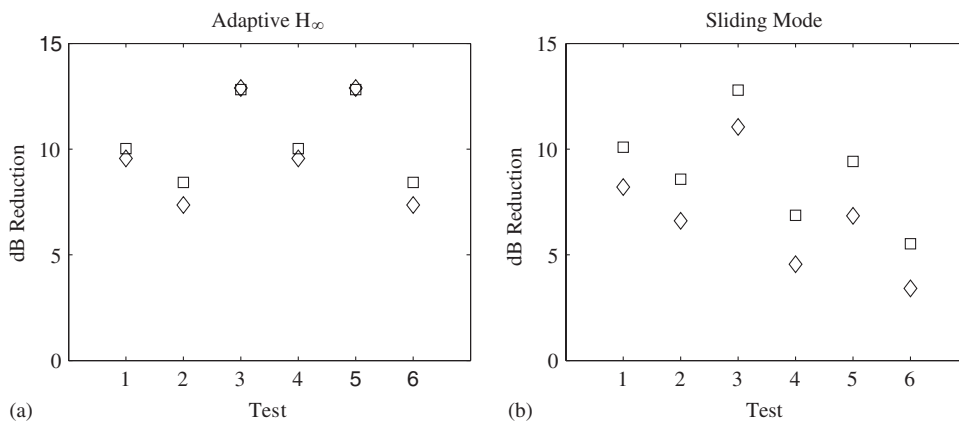 Adaptive H∞
15
10
5
0
dB Reduction
1 2 3 4 5 6
Test
(a)
Sliding Mode
15
10
5
0
dB Reduction
1 2 3 4 5 6
Test
(b)